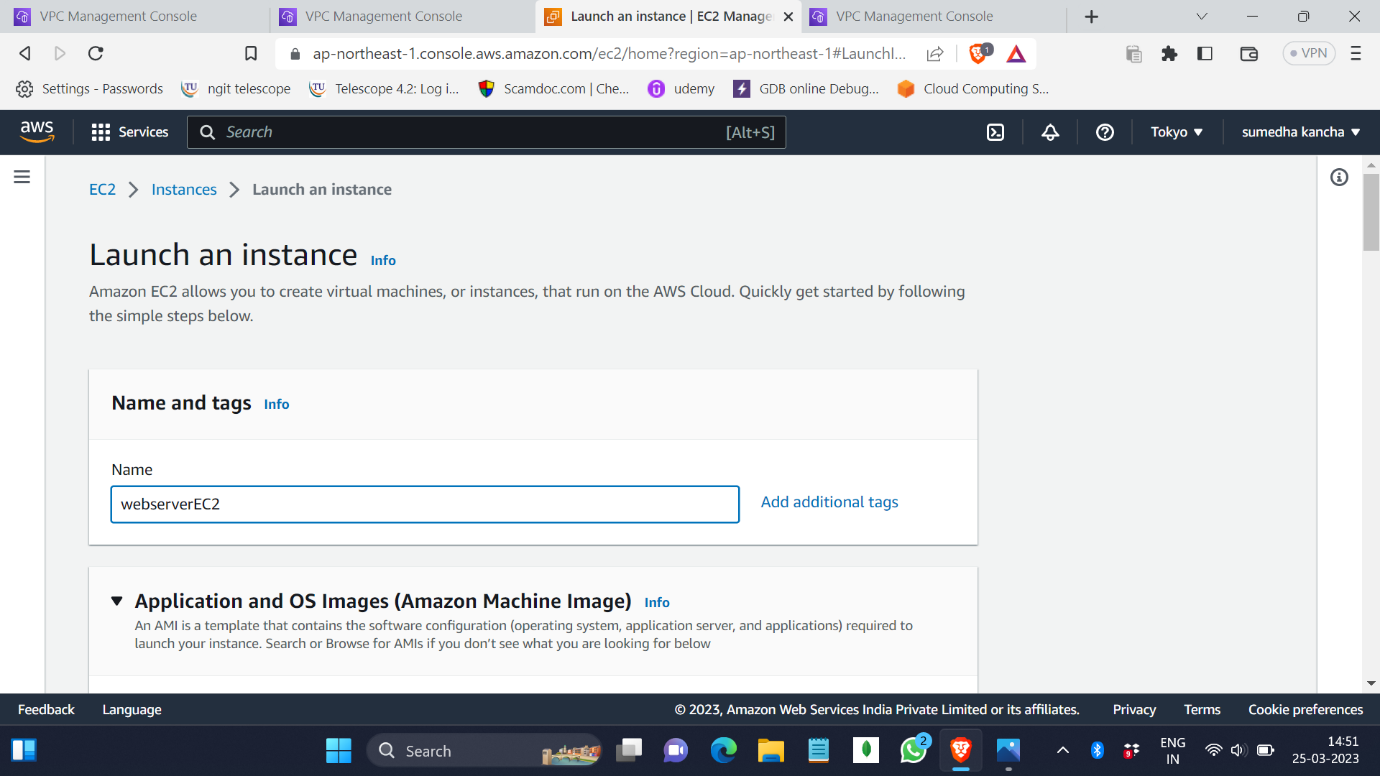 VPC Management Console
VPC Management Console
Launch an instance | EC2 Manage
VPC Management Console
ap-northeast-1.console.aws.amazon.com/ec2/home?region=ap-northeast-1#LaunchI...
1
VPN
Settings - Passwords
TU
ngit telescope
TU
Telescope 4.2: Log i...
Scamdoc.com | Che...
udemy
GDB online Debug...
Cloud Computing S...
aws
Services
Search
[Alt+S]
Tokyo
sumedha kancha
EC2
Instances
Launch an instance
Launch an instance Info
Amazon EC2 allows you to create virtual machines, or instances, that run on the AWS Cloud. Quickly get started by following
the simple steps below.
Name and tags Info
Name
webserverEC2
Add additional tags
Application and OS Images (Amazon Machine Image) Info
An AMI is a template that contains the software configuration (operating system, application server, and applications) required to
launch your instance. Search or Browse for AMIs if you don't see what you are looking for below
Feedback
Language
© 2023, Amazon Web Services India Private Limited or its affiliates.
Privacy
Terms
Cookie preferences
Search
2
9
ENG
IN
14:51
25-03-2023